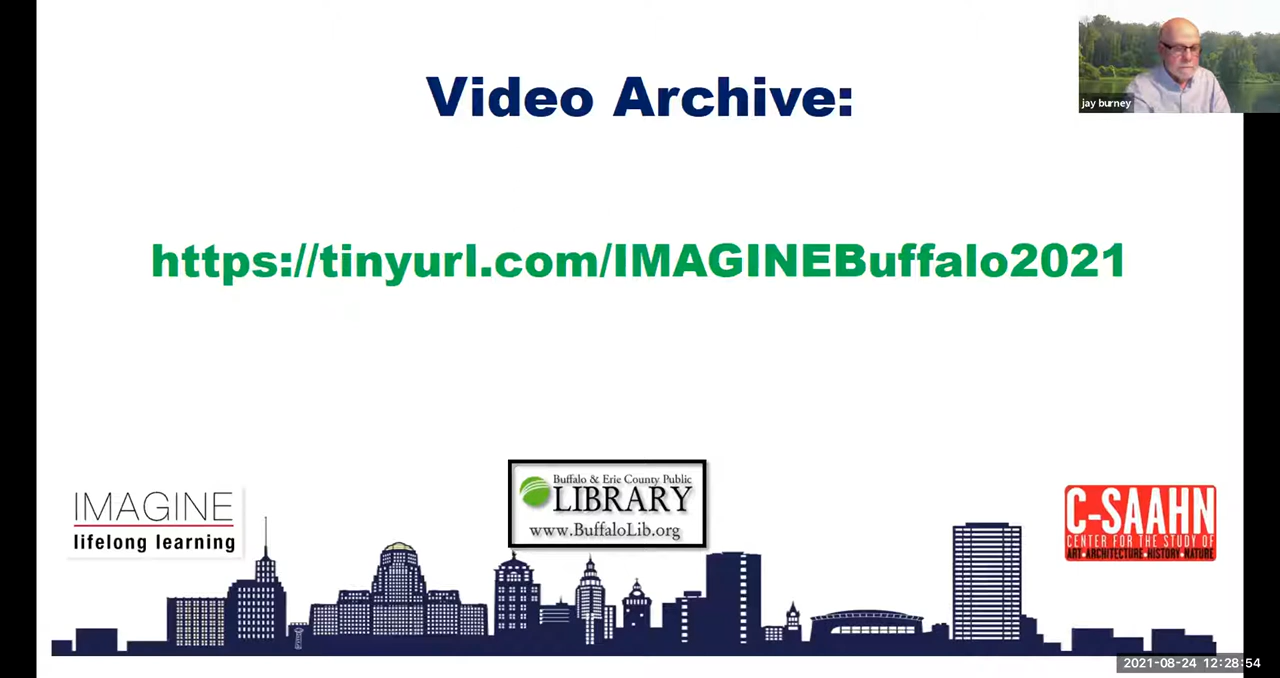 Video Archive:
jay burney
https://tinyurl.com/IMAGINEBuffalo2021
IMAGINE
lifelong learning
Buffalo & Erie County Public
LIBRARY
www.BuffaloLib.org
C-SAAHN
CENTER FOR THE STUDY OF
ART•ARCHITECTURE•HISTORY•NATURE
2021-08-24 12:28:54